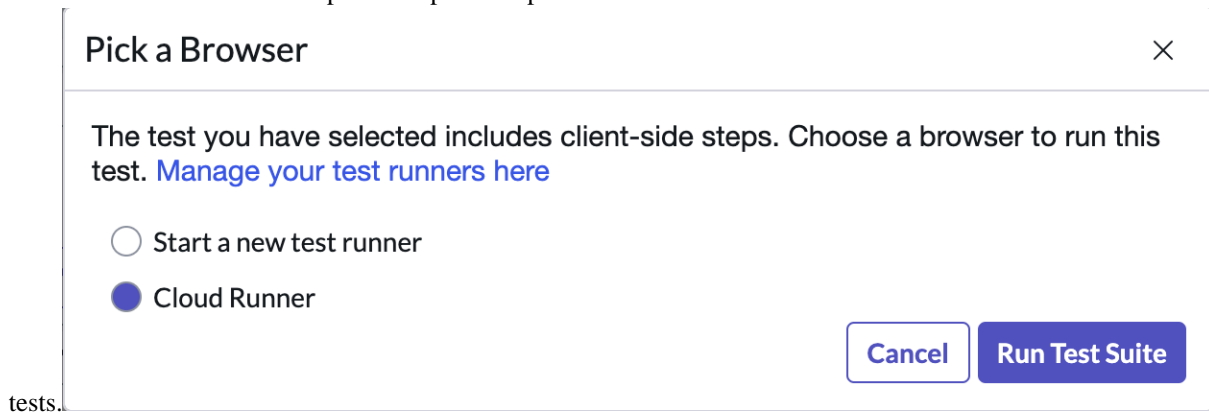 Pick a Browser
The test you have selected includes client-side steps. Choose a browser to run this
test. Manage your test runners here
Start a new test runner
Cloud Runner
Cancel Run Test Suite
tests.